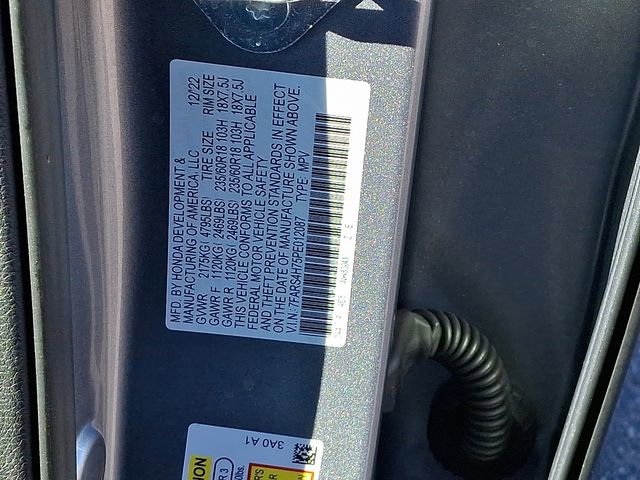 MFD. BY HONDA DEVELOPMENT &
MANUFACTURING OF AMERICA, LLC 12/22
TIRE SIZE RIM SIZE
GVWR 2175KG( 4795LBS)
GAWR F 1120KG( 2469LBS) 235/60R18 103H 18X7.5J
GAWR R 1120KG( 2469LBS) 235/60R18 103H 18X7.5J
THIS VEHICLE CONFORMS TO ALL APPLICABLE
FEDERAL MOTOR VEHICLE SAFETY
AND THEFT PREVENTION STANDARDS IN EFFECT
ON THE DATE OF MANUFACTURE SHOWN ABOVE.
V.I.N.: 7FARS4H75PE012087 TYPE: MPV
3A0 A1